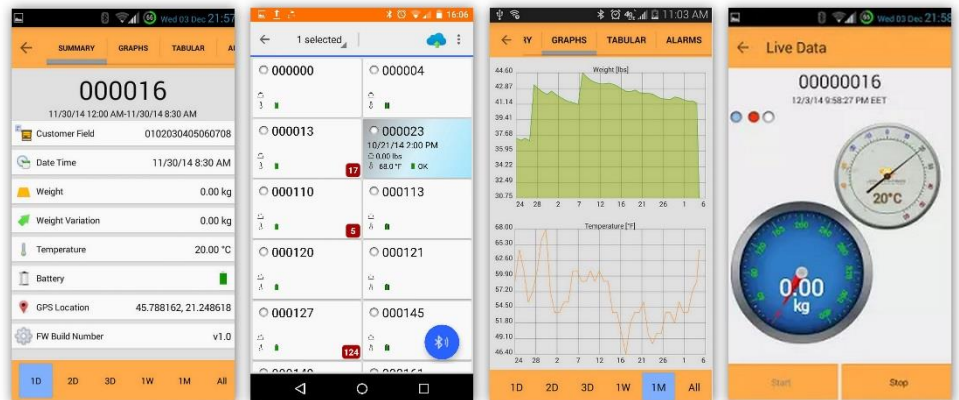 Wed 03 Dec 21:57
SUMMARY GRAPHS TABULAR AL
000016
11/30/14 12:00 AM-11/30/14 8:30 AM
Customer Field 0102030405060708
Date Time 11/30/14 8:30 AM
Weight 0.00 kg
Weight Variation 0.00 kg
Temperature 20.00 °C
Battery
GPS Location 45.788162, 21.248618
FW Build Number v1.0
1D 2D 3D 1W 1M All
16:06
1 selected
000000 000004
000013 000023
10/21/14 2:00 PM
0.00 lbs
68.0 °F OK
17
000110 000113
5
000120 000121
000127 000145
124
11:03 AM
RY GRAPHS TABULAR ALARMS
Weight [lbs]
44.60
42.87
41.14
39.41
37.68
35.95
34.22
32.49
30.75
24 28 2 7 12 16 21 26 1 6
Temperature [°F]
68.00
65.30
62.60
59.90
57.20
54.50
51.80
49.10
46.40
24 28 2 7 12 16 21 26 1 6
1D 2D 3D 1W 1M All
Wed 03 Dec 21:58
Live Data
00000016
12/3/14 9:58:27 PM EET
20°C
0.00
kg
Start Stop